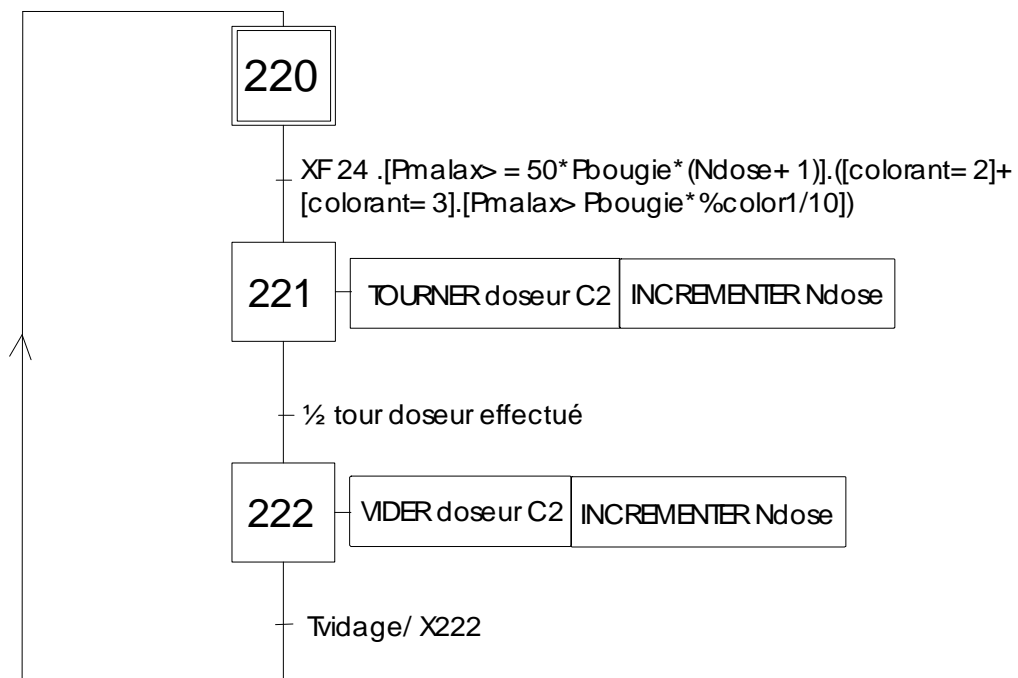 220
XF24 .[Pmalax>=50*Pbougie*(Ndose+1)].([colorant=2]+
[colorant=3].[Pmalax>Pbougie*%color1/10])
221
TOURNER doseur C2
INCREMENTER Ndose
½ tour doseur effectué
222
VIDER doseur C2
INCREMENTER Ndose
Tvidage/ X222